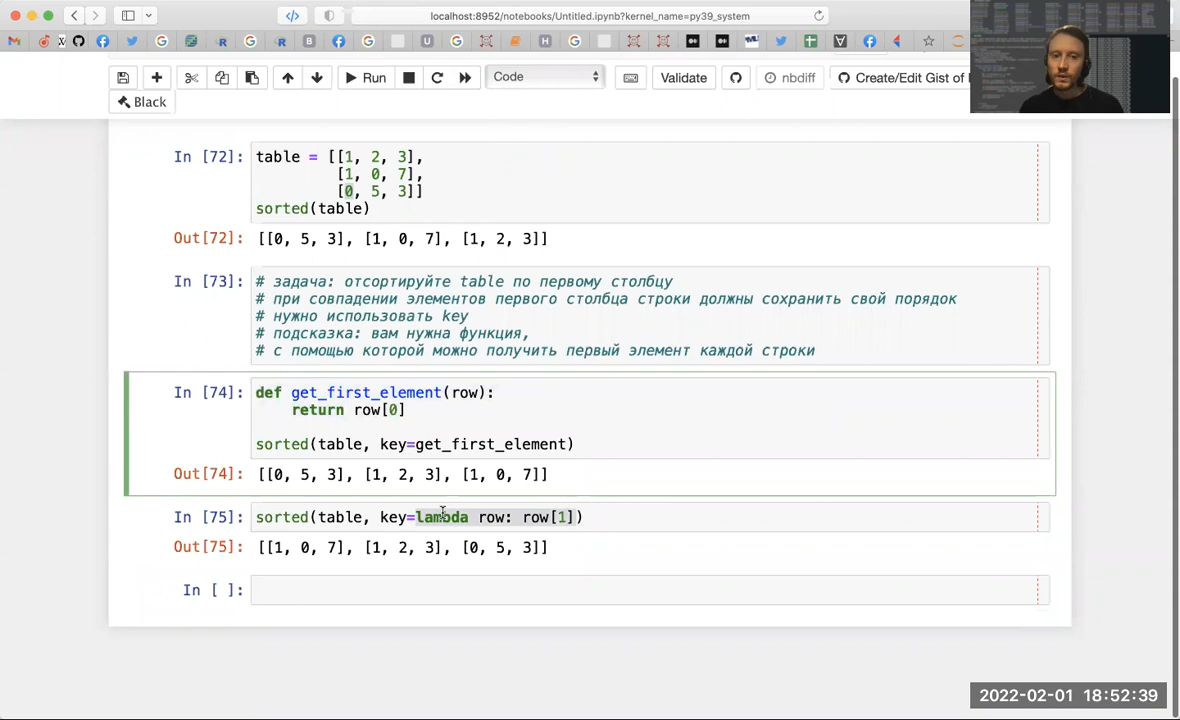 localhost:8952/notebooks/Untitled.ipynb?kernel_name=py39_system
Run
Code
Validate
nbdiff
Create/Edit Gist of
Black
In [72]:
table = [[1, 2, 3],
[1, 0, 7],
[0, 5, 3]]
sorted(table)
Out[72]: [[0, 5, 3], [1, 0, 7], [1, 2, 3]]
In [73]:
# задача: отсортируйте table по первому столбцу
# при совпадении элементов первого столбца строки должны сохранить свой порядок
# нужно использовать key
# подсказка: вам нужна функция,
# с помощью которой можно получить первый элемент каждой строки
In [74]:
def get_first_element(row):
return row[0]
sorted(table, key=get_first_element)
Out[74]: [[0, 5, 3], [1, 2, 3], [1, 0, 7]]
In [75]: sorted(table, key=lambda row: row[1])
Out[75]: [[1, 0, 7], [1, 2, 3], [0, 5, 3]]
In [ ]:
2022-02-01 18:52:39